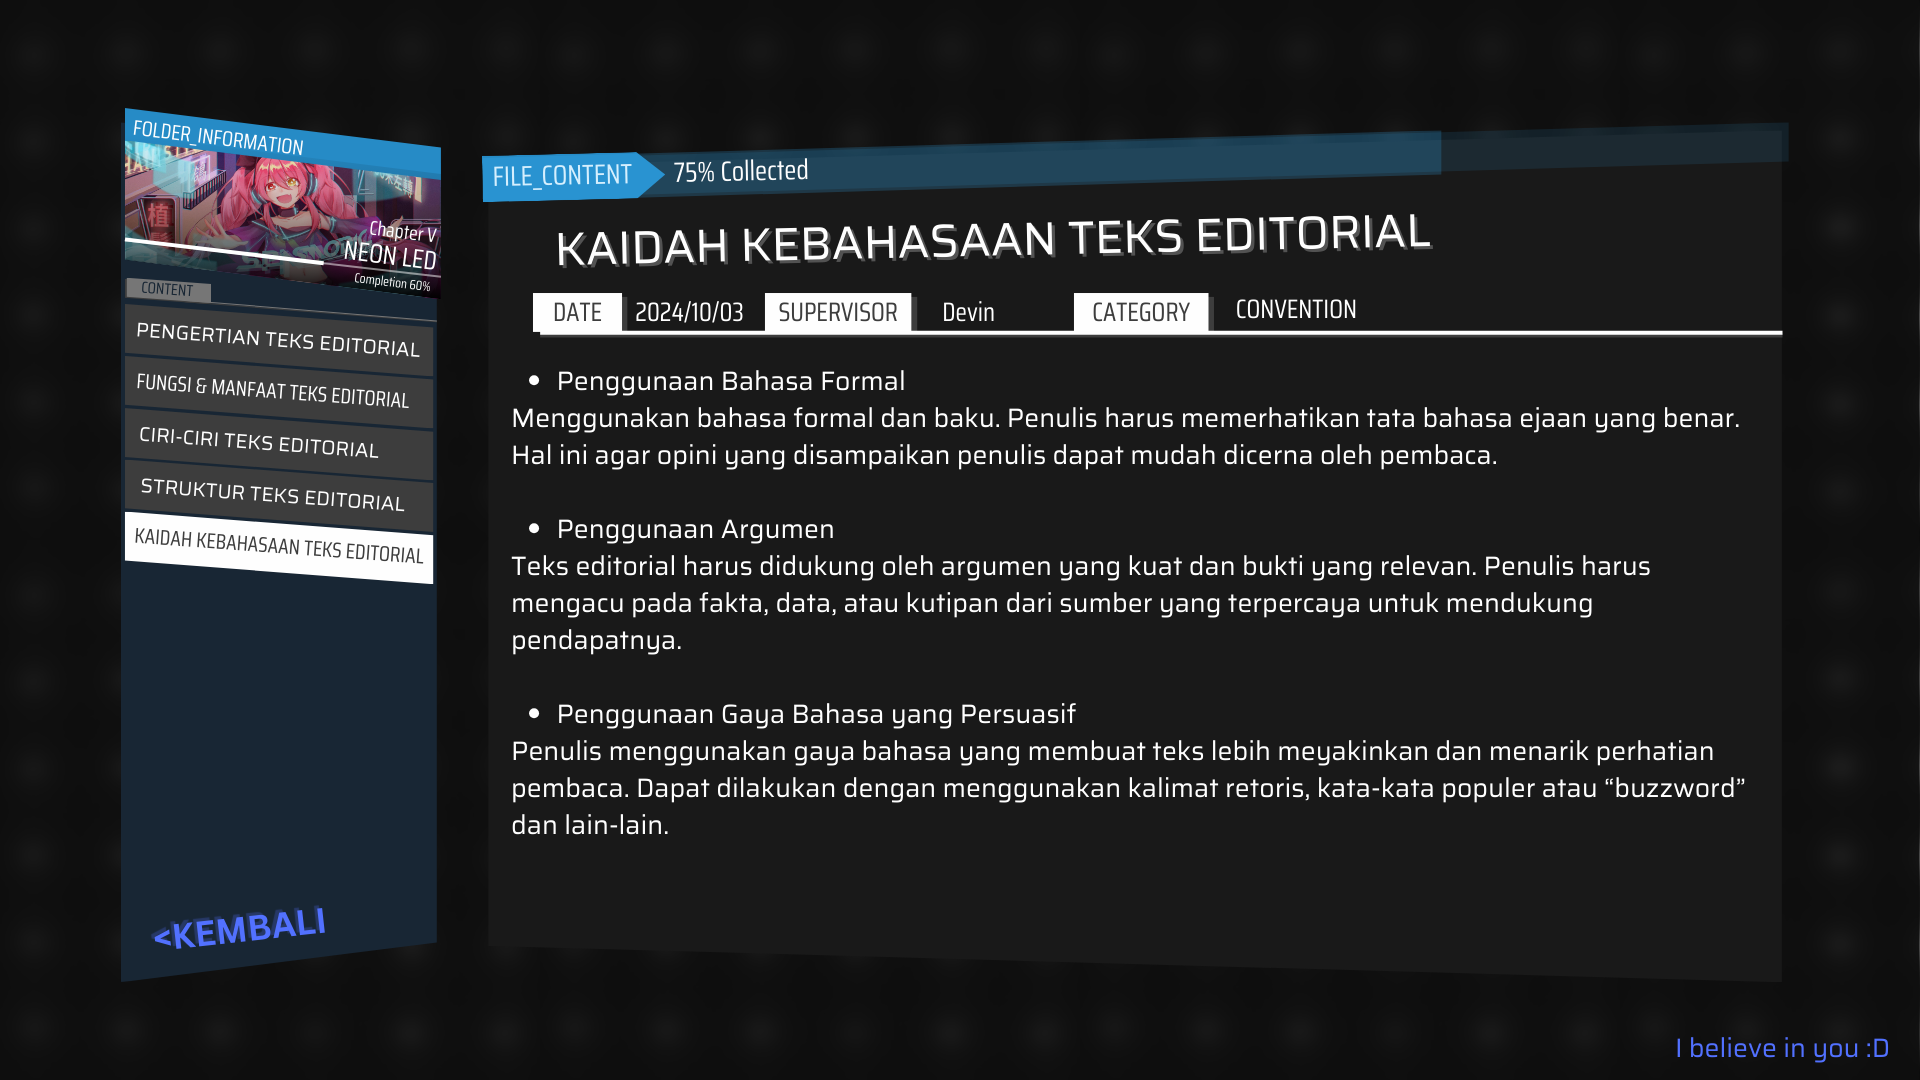 FOLDER_INFORMATION
Chapter V
NEON LED
Completion 60%
CONTENT
PENGERTIAN TEKS EDITORIAL
FUNGSI & MANFAAT TEKS EDITORIAL
CIRI-CIRI TEKS EDITORIAL
STRUKTUR TEKS EDITORIAL
KAIDAH KEBAHASAAN TEKS EDITORIAL
<KEMBALI
FILE_CONTENT 75% Collected
KAIDAH KEBAHASAAN TEKS EDITORIAL
DATE 2024/10/03 SUPERVISOR Devin CATEGORY CONVENTION
• Penggunaan Bahasa Formal
Menggunakan bahasa formal dan baku. Penulis harus memerhatikan tata bahasa ejaan yang benar.
Hal ini agar opini yang disampaikan penulis dapat mudah dicerna oleh pembaca.
• Penggunaan Argumen
Teks editorial harus didukung oleh argumen yang kuat dan bukti yang relevan. Penulis harus
mengacu pada fakta, data, atau kutipan dari sumber yang terpercaya untuk mendukung
pendapatnya.
• Penggunaan Gaya Bahasa yang Persuasif
Penulis menggunakan gaya bahasa yang membuat teks lebih meyakinkan dan menarik perhatian
pembaca. Dapat dilakukan dengan menggunakan kalimat retoris, kata-kata populer atau “buzzword”
dan lain-lain.
I believe in you :D